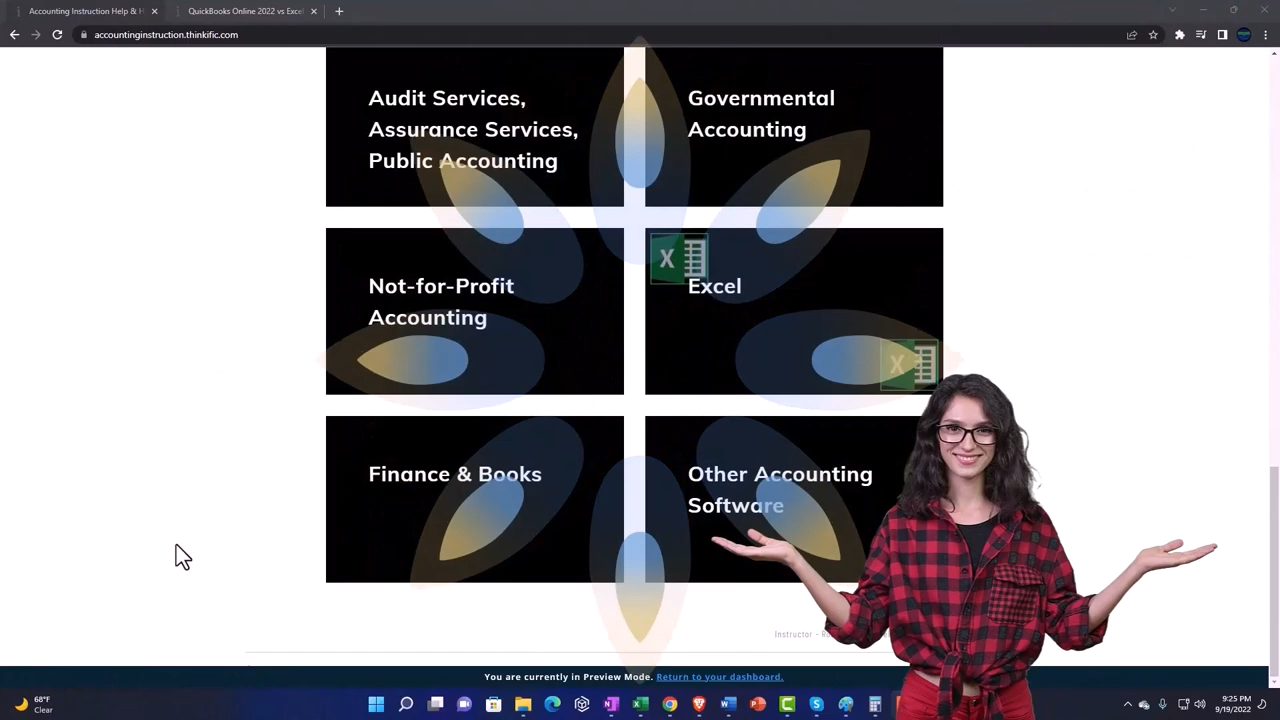 Accounting Instruction Help & H
QuickBooks Online 2022 vs Excel
accountinginstruction.thinkific.com
Audit Services,
Assurance Services,
Public Accounting
Governmental
Accounting
Not-for-Profit
Accounting
X
Excel
X
Finance & Books
Other Accounting
Software
Instructor -
You are currently in Preview Mode. Return to your dashboard.
68°F
Clear
9:25 PM
9/19/2022